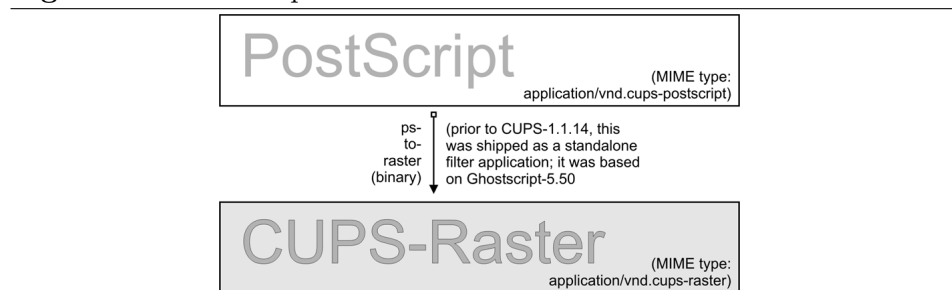 PostScript
(MIME type:
application/vnd.cups-postscript)
ps-
to-
raster
(binary)
(prior to CUPS-1.1.14, this
was shipped as a standalone
filter application; it was based
on Ghostscript-5.50
CUPS-Raster
(MIME type:
application/vnd.cups-raster)